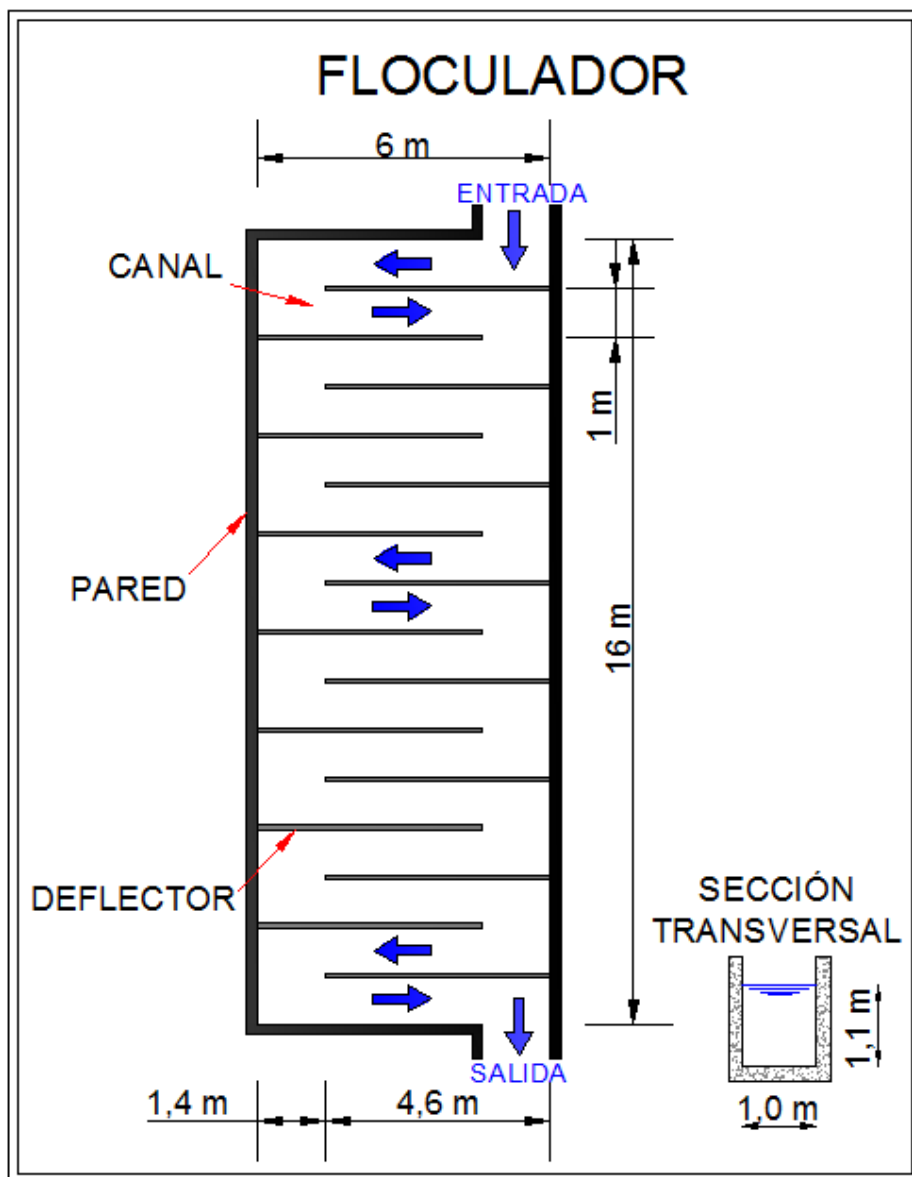 FLOCULADOR
6 m
ENTRADA
CANAL
1 m
PARED
16 m
DEFLECTOR
SECCIÓN
TRANSVERSAL
1,1 m
SALIDA
1,4 m
4,6 m
1,0 m